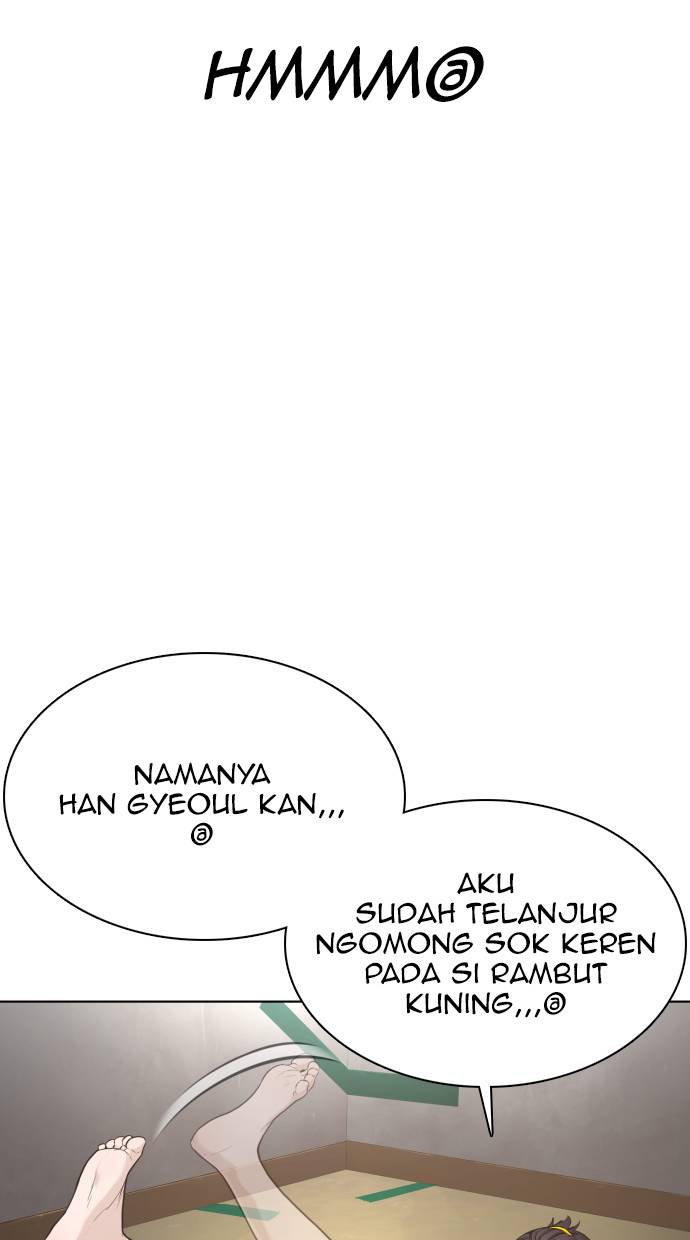 HMMM@
NAMANYA
HAN GYEOUL KAN,,,
@
AKU
SUDAH TELANJUR
NGOMONG SOK KEREN
PADA SI RAMBUT
KUNING,,,@